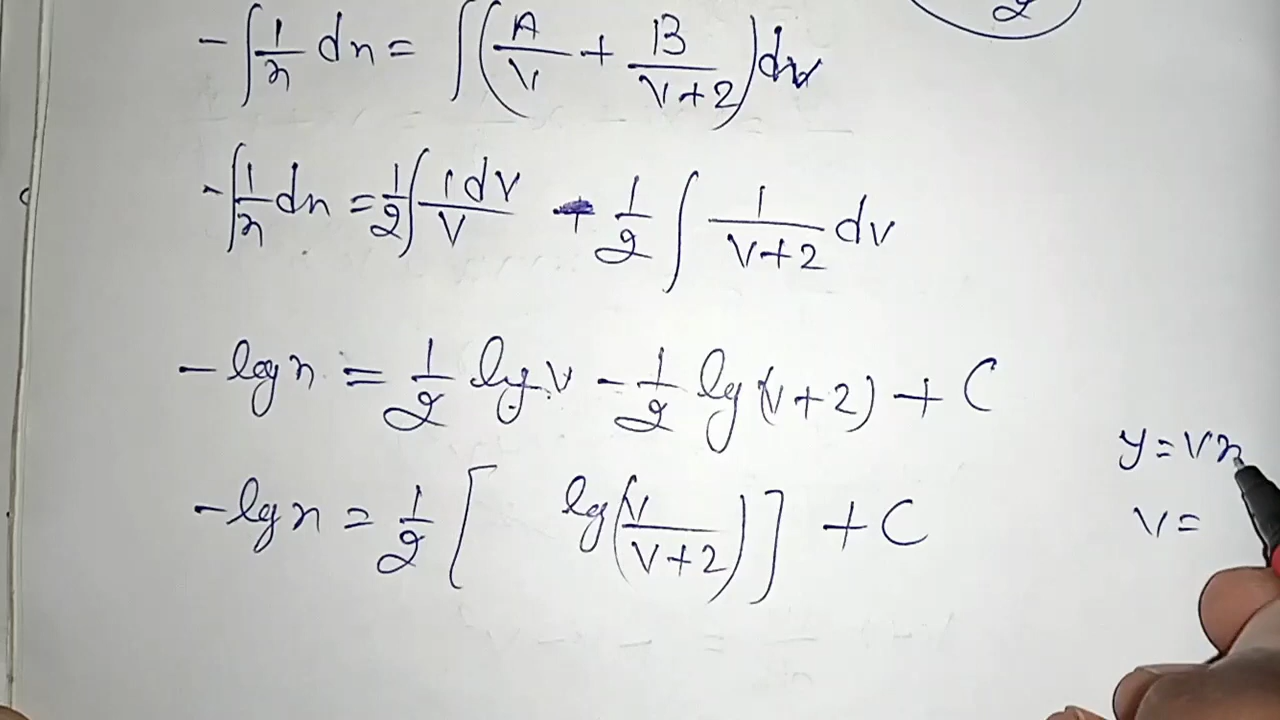 2
-∫ 1/x dx = ∫ (A/V + B/(V+2)) dv
-∫ 1/x dx = 1/2 ∫ 1 dV/V - 1/2 ∫ 1/(V+2) dv
-log x = 1/2 log V - 1/2 log (V+2) + C
-log x = 1/2 [ log (V/(V+2)) ] + C
y = Vx
V =